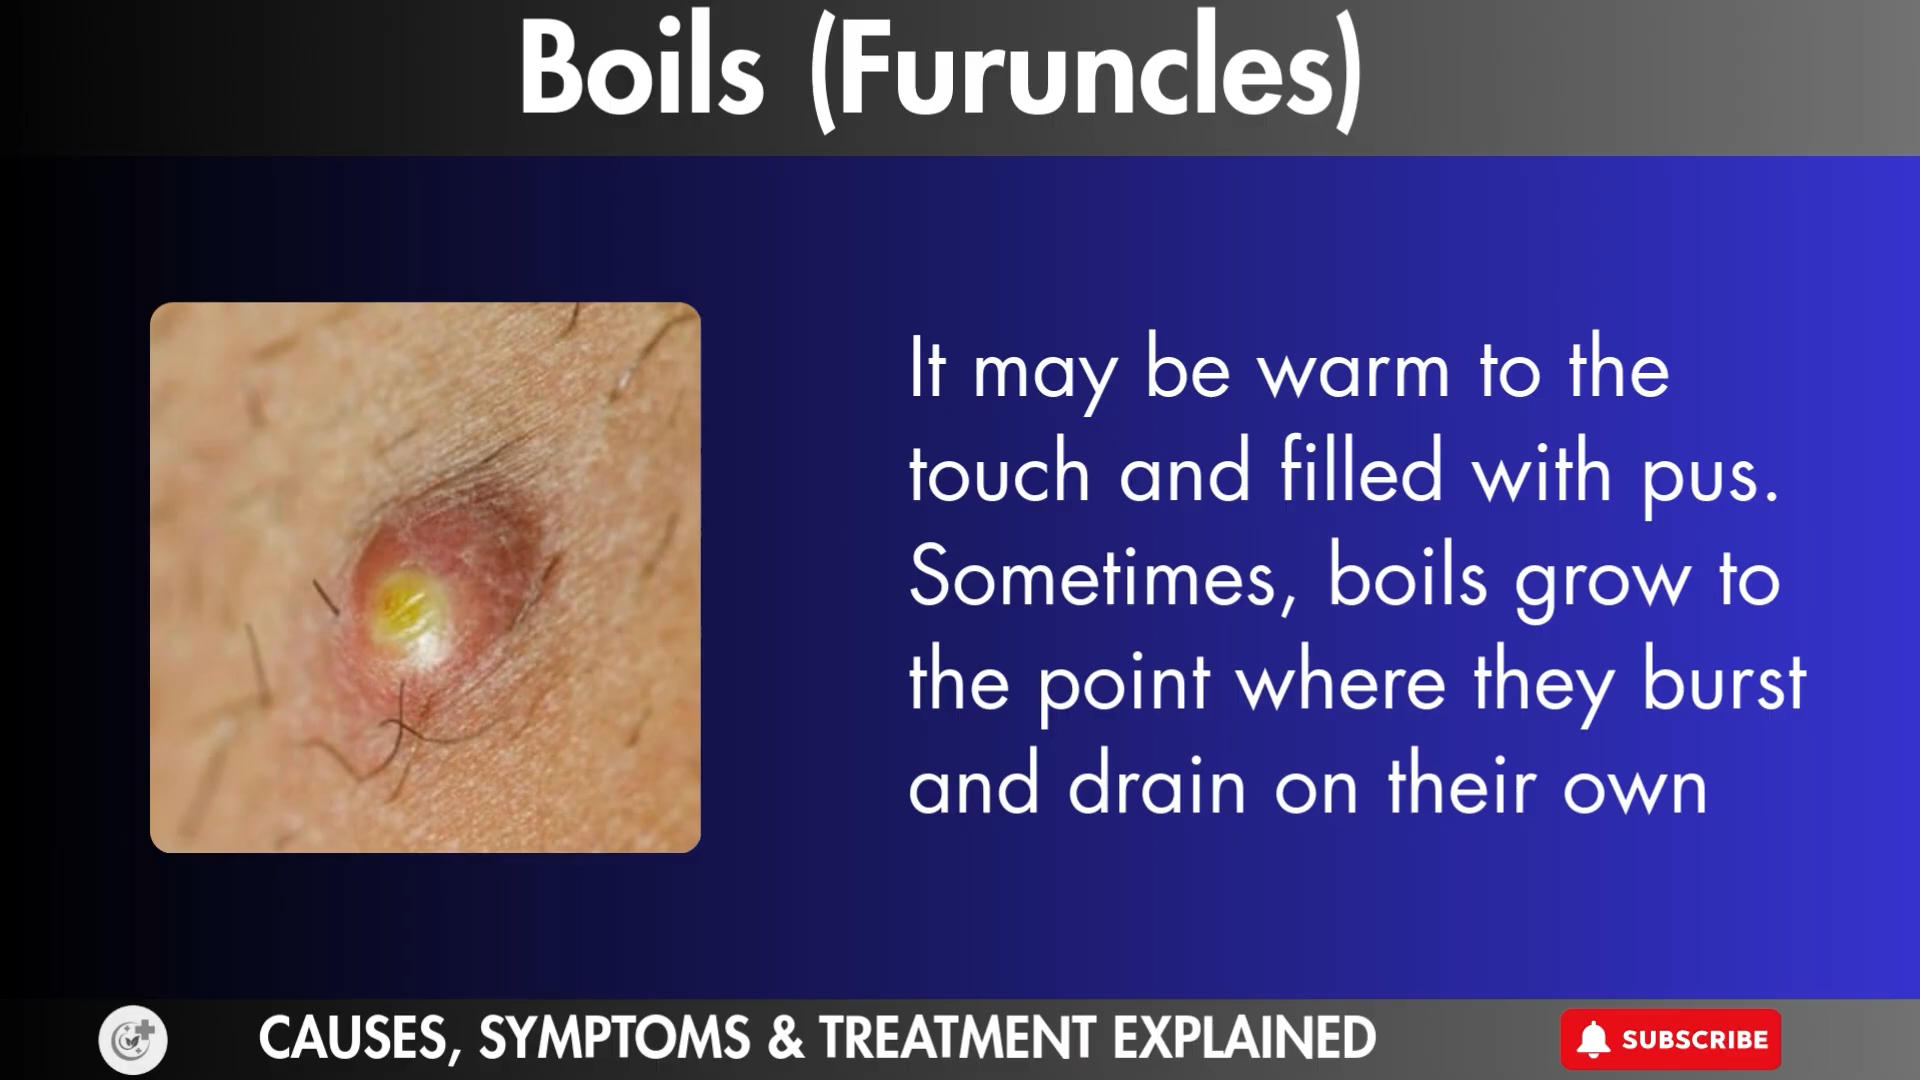 Boils (Furuncles)
It may be warm to the
touch and filled with pus.
Sometimes, boils grow to
the point where they burst
and drain on their own
CAUSES, SYMPTOMS & TREATMENT EXPLAINED
SUBSCRIBE